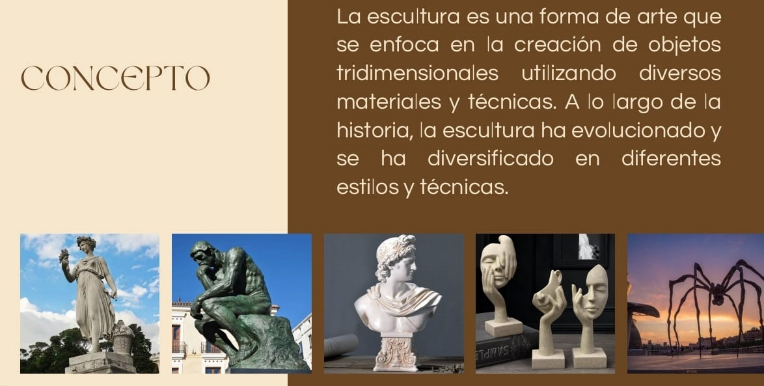 CONCEPTO
La escultura es una forma de arte que
se enfoca en la creación de objetos
tridimensionales utilizando diversos
materiales y técnicas. A lo largo de la
historia, la escultura ha evolucionado y
se ha diversificado en diferentes
estilos y técnicas.